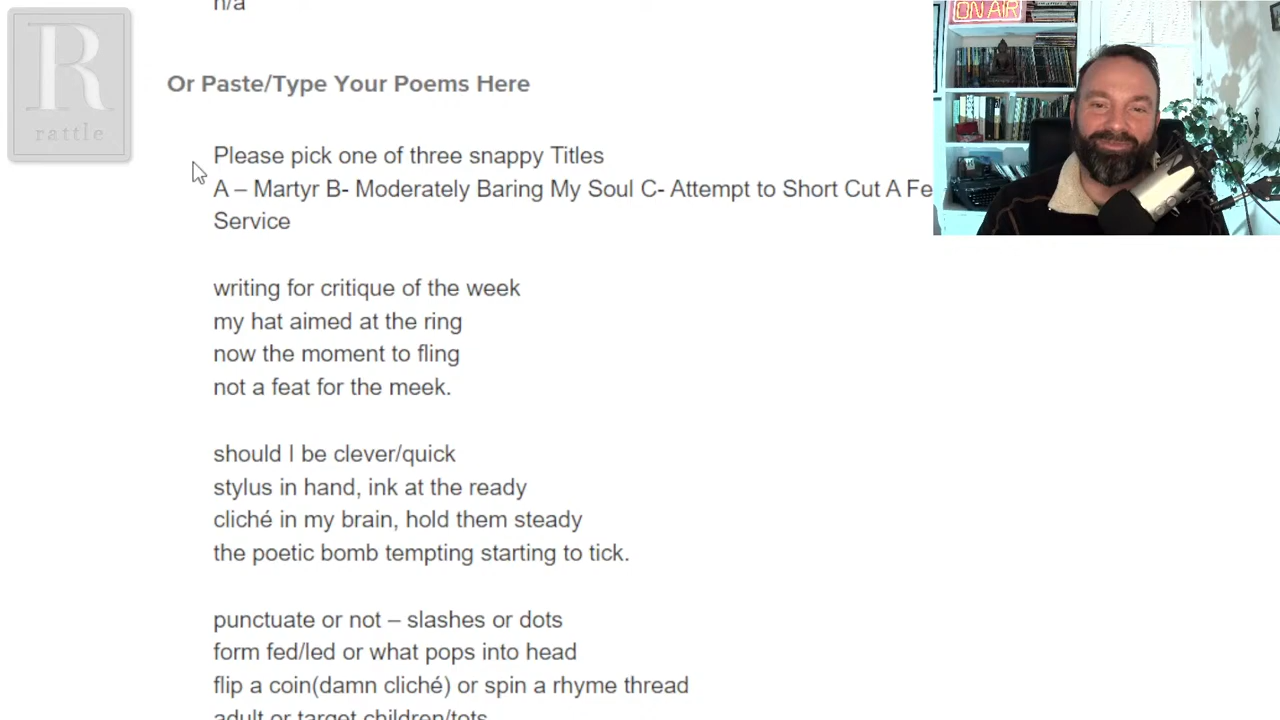 n/a
R
rattle
ON AIR
Or Paste/Type Your Poems Here
Please pick one of three snappy Titles
A – Martyr B- Moderately Baring My Soul C- Attempt to Short Cut A Fe
Service
writing for critique of the week
my hat aimed at the ring
now the moment to fling
not a feat for the meek.
should I be clever/quick
stylus in hand, ink at the ready
cliché in my brain, hold them steady
the poetic bomb tempting starting to tick.
punctuate or not – slashes or dots
form fed/led or what pops into head
flip a coin(damn cliché) or spin a rhyme thread
adult or target children/tots